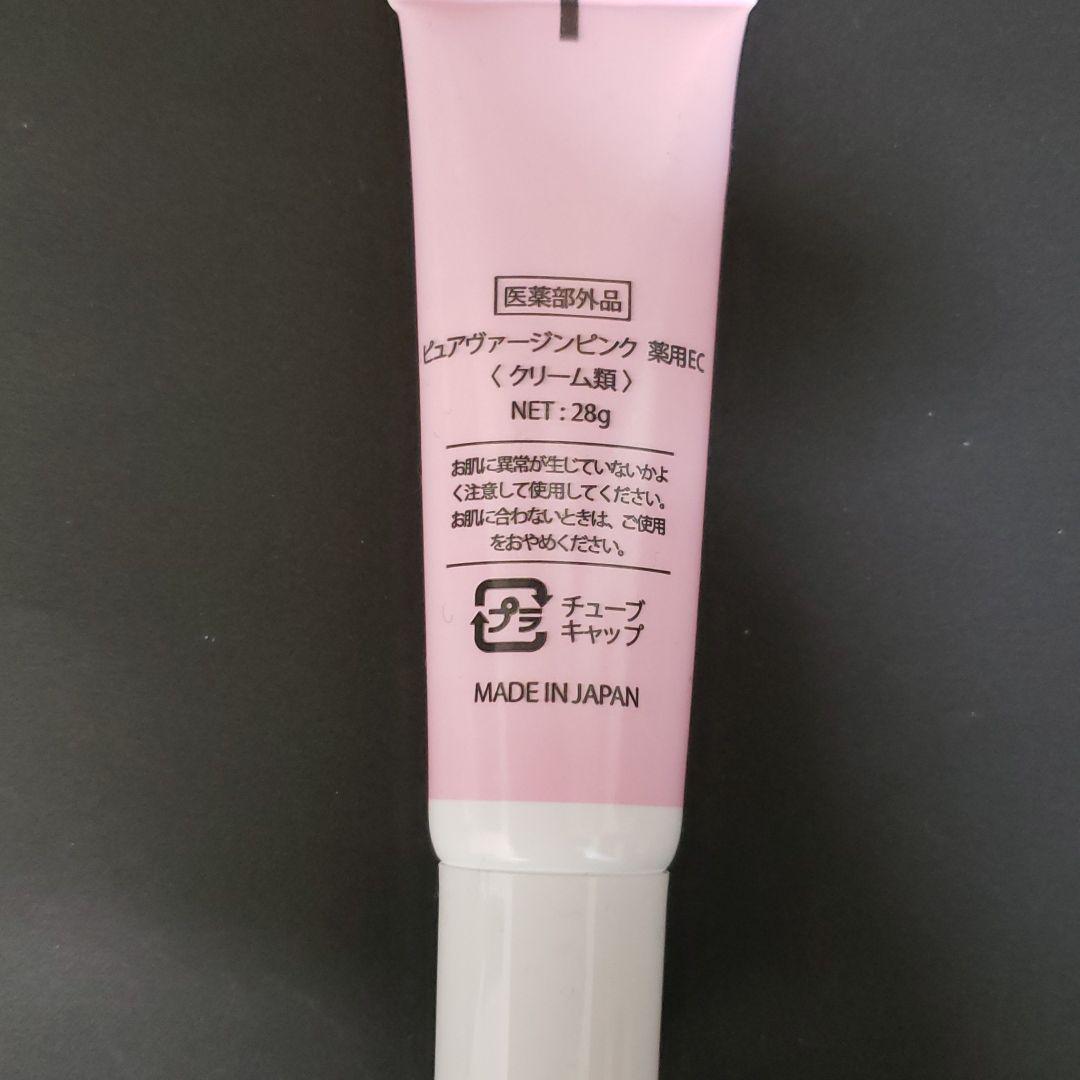 医薬部外品
ピュアヴァージンピンク 薬用EC
〈クリーム類〉
NET : 28g
お肌に異常が生じていないかよ
く注意して使用してください。
お肌に合わないときは、ご使用
をおやめください。
プラ
チューブ
キャップ
MADE IN JAPAN